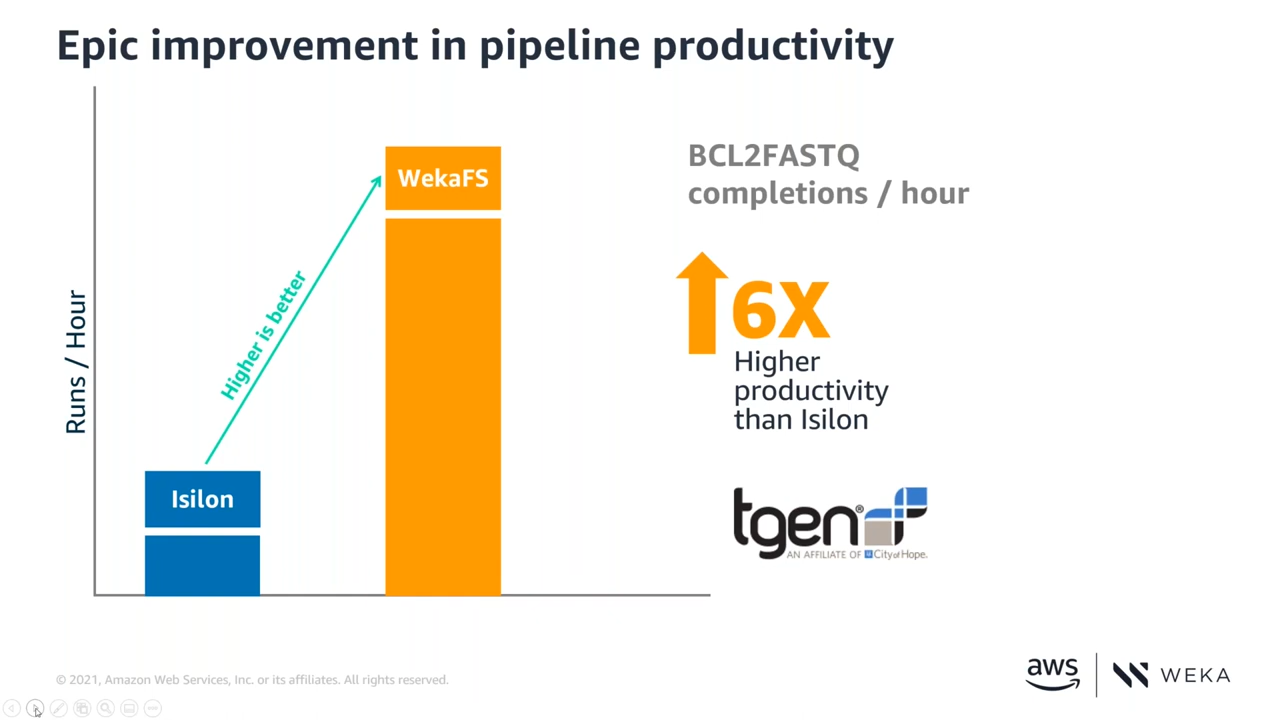 Epic improvement in pipeline productivity
Runs / Hour
Isilon
Higher is better
WekaFS
BCL2FASTQ
completions / hour
6X
Higher
productivity
than Isilon
tgen®
AN AFFILIATE OF City of Hope.
© 2021, Amazon Web Services, Inc. or its affiliates. All rights reserved.
aws
WEKA